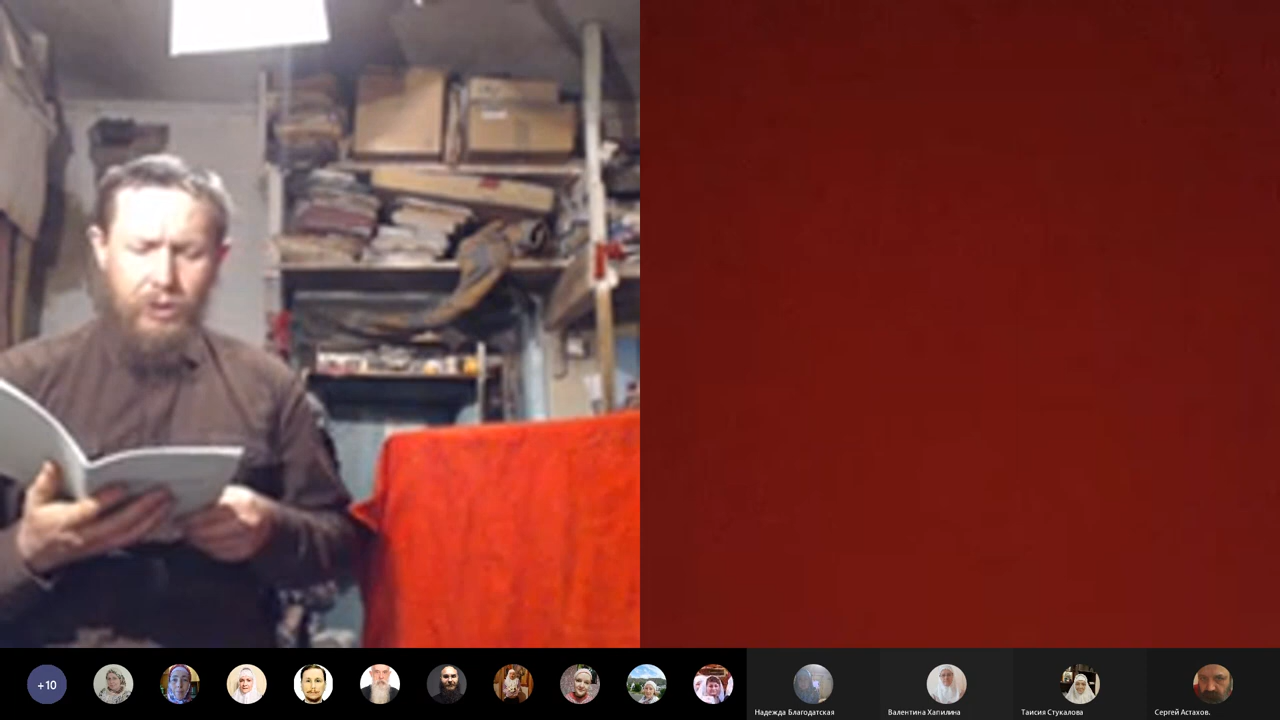 +10
Надежда Благодатская
Валентина Хапилина
Таисия Стукалова
Сергей Астахов.